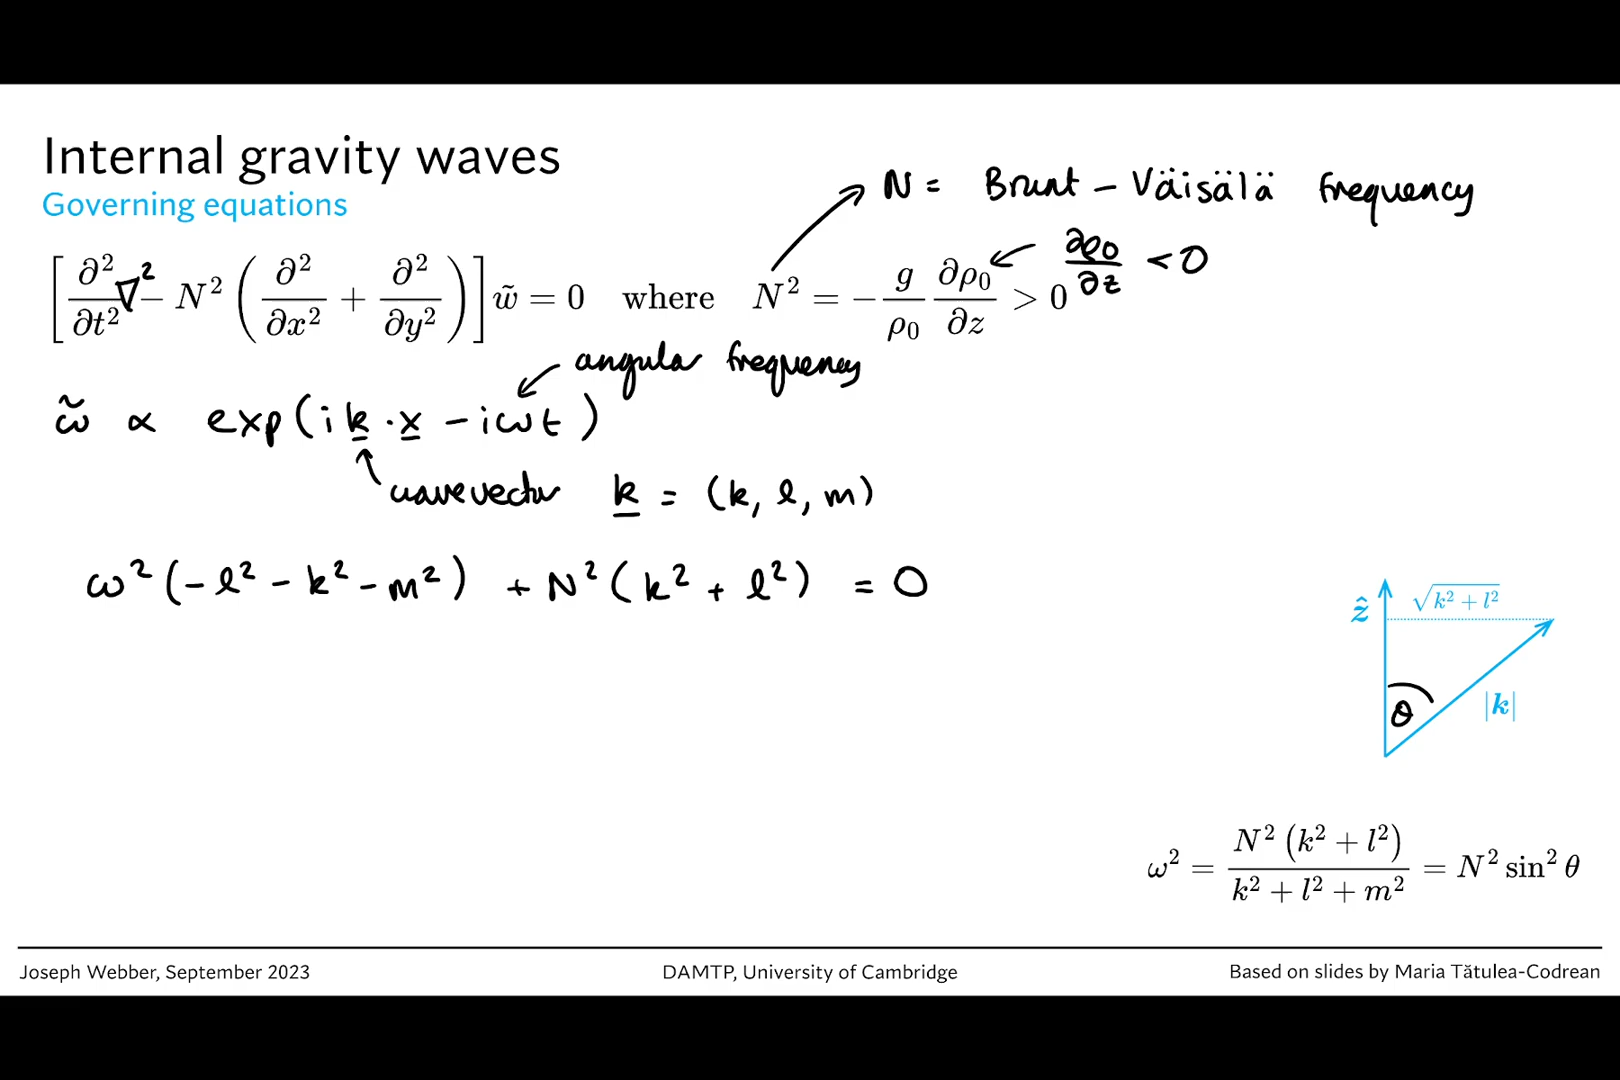 Internal gravity waves
Governing equations
N = Brunt – Väisälä frequency
[∂²/∂t² ∇² − N² (∂²/∂x² + ∂²/∂y²)] w̃ = 0 where N² = − g/ρ₀ ∂ρ₀/∂z > 0
∂ρ₀/∂z < 0
angular frequency
w̃ ∝ exp(i k · x − iωt)
wavevector k = (k, l, m)
ω²(−l² − k² − m²) + N²(k² + l²) = 0
ẑ √(k² + l²)
θ |k|
ω² = N² (k² + l²) / (k² + l² + m²) = N² sin² θ
Joseph Webber, September 2023
DAMTP, University of Cambridge
Based on slides by Maria Tătulea-Codrean